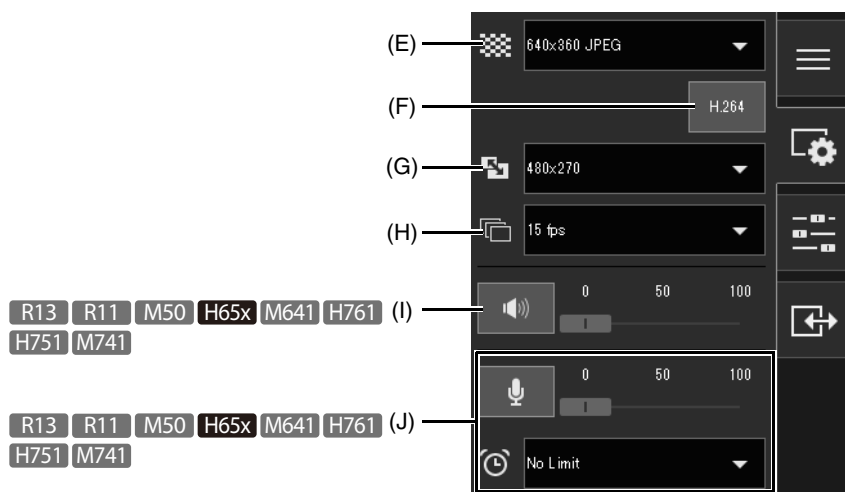 (E) 640x360 JPEG
(F) H.264
(G) 480x270
(H) 15 fps
0 50 100
R13 R11 M50 H65x M641 H761 (I)
H751 M741
0 50 100
R13 R11 M50 H65x M641 H761 (J)
H751 M741
No Limit